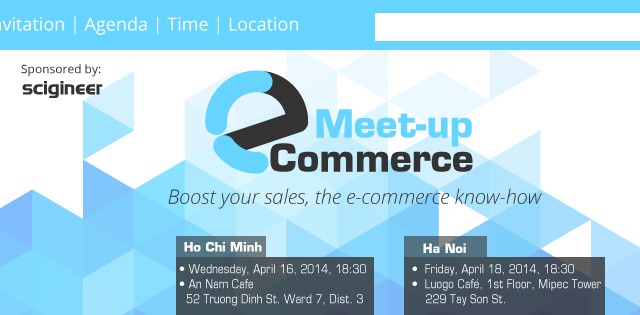 nvitation | Agenda | Time | Location
Sponsored by:
scigineer
e Meet-up
Commerce
Boost your sales, the e-commerce know-how
Ho Chi Minh
• Wednesday, April 16, 2014, 18:30
• An Nam Cafe
52 Truong Dinh St. Ward 7, Dist. 3
Ha Noi
• Friday, April 18, 2014, 18:30
• Luogo Café, 1st Floor, Mipec Tower
229 Tay Son St.